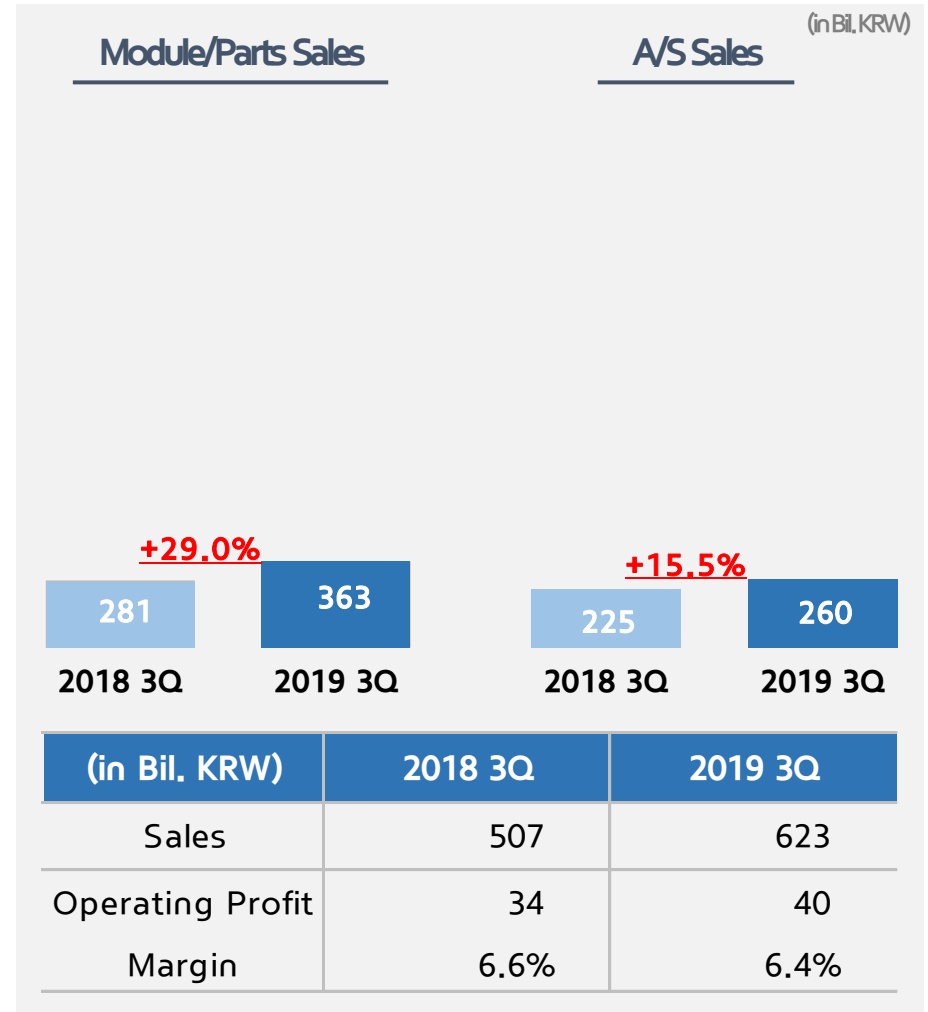 (in Bil. KRW)
Module/Parts Sales
A/S Sales
+29.0%
281
363
2018 3Q
2019 3Q
+15.5%
225
260
2018 3Q
2019 3Q
(in Bil. KRW) 2018 3Q 2019 3Q
Sales 507 623
Operating Profit 34 40
Margin 6.6% 6.4%